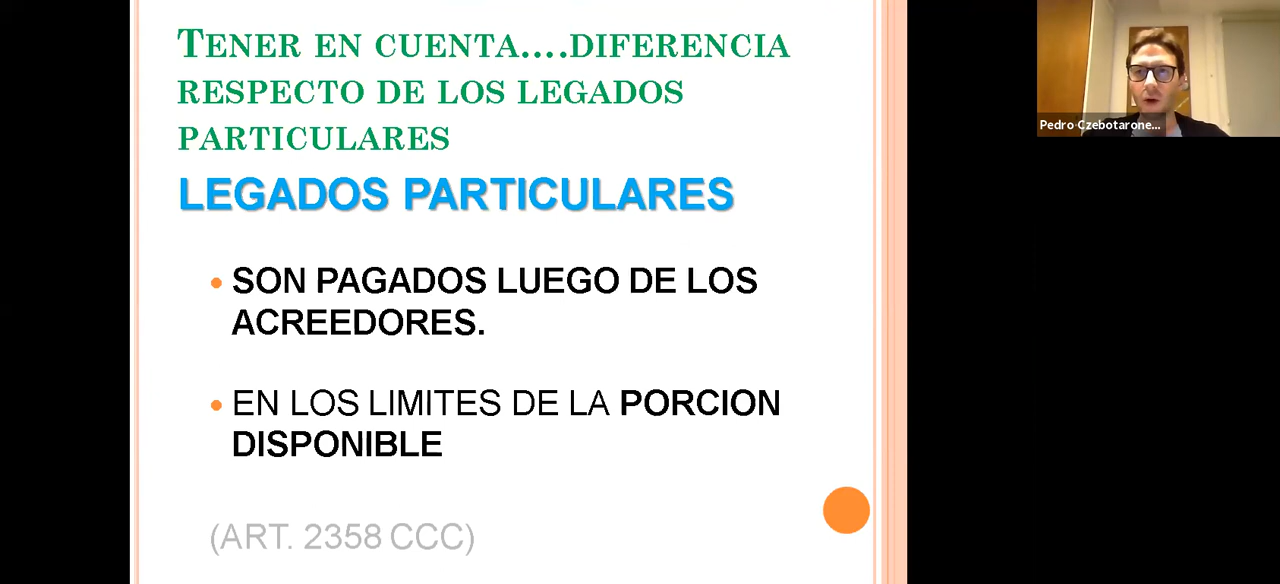 TENER EN CUENTA....DIFERENCIA
RESPECTO DE LOS LEGADOS
PARTICULARES
LEGADOS PARTICULARES
SON PAGADOS LUEGO DE LOS
ACREEDORES.
EN LOS LIMITES DE LA PORCION
DISPONIBLE
(ART. 2358 CCC)
Pedro Czebotarone...